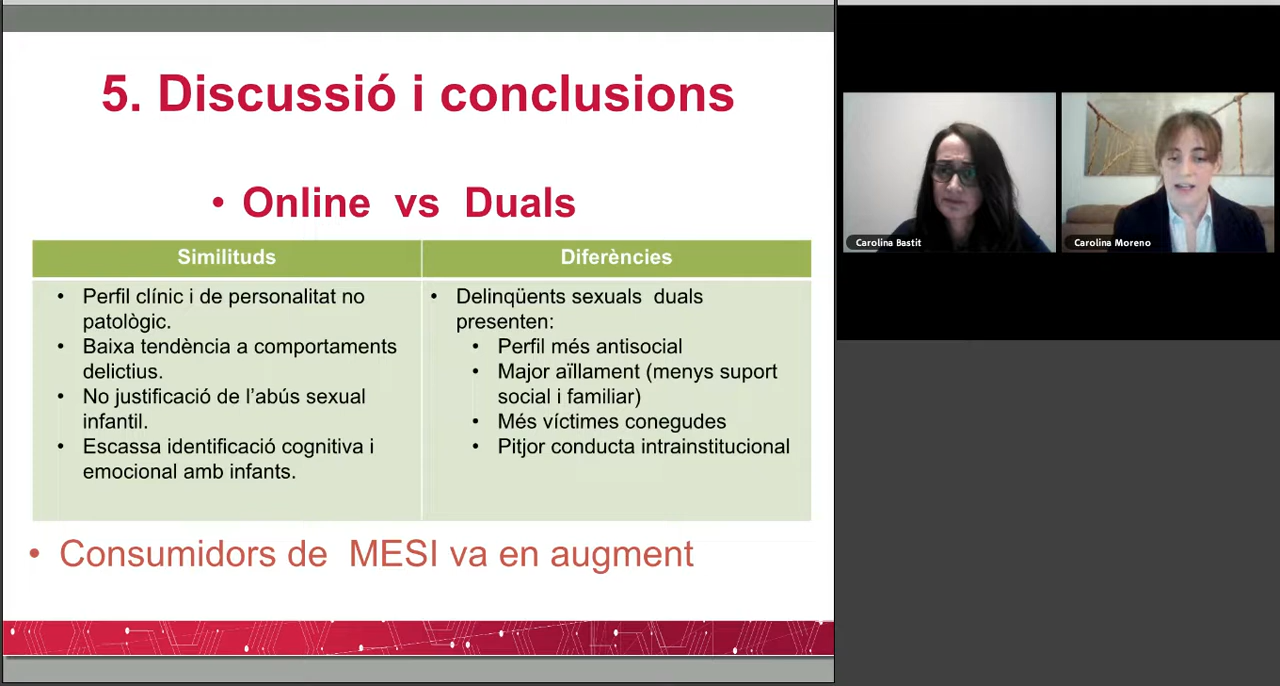 5. Discussió i conclusions
• Online vs Duals
Similituds
Diferències
• Perfil clínic i de personalitat no
patològic.
• Baixa tendència a comportaments
delictius.
• No justificació de l'abús sexual
infantil.
• Escassa identificació cognitiva i
emocional amb infants.
• Delinqüents sexuals duals
presenten:
• Perfil més antisocial
• Major aïllament (menys suport
social i familiar)
• Més víctimes conegudes
• Pitjor conducta intrainstitucional
• Consumidors de MESI va en augment
Carolina Bastit
Carolina Moreno